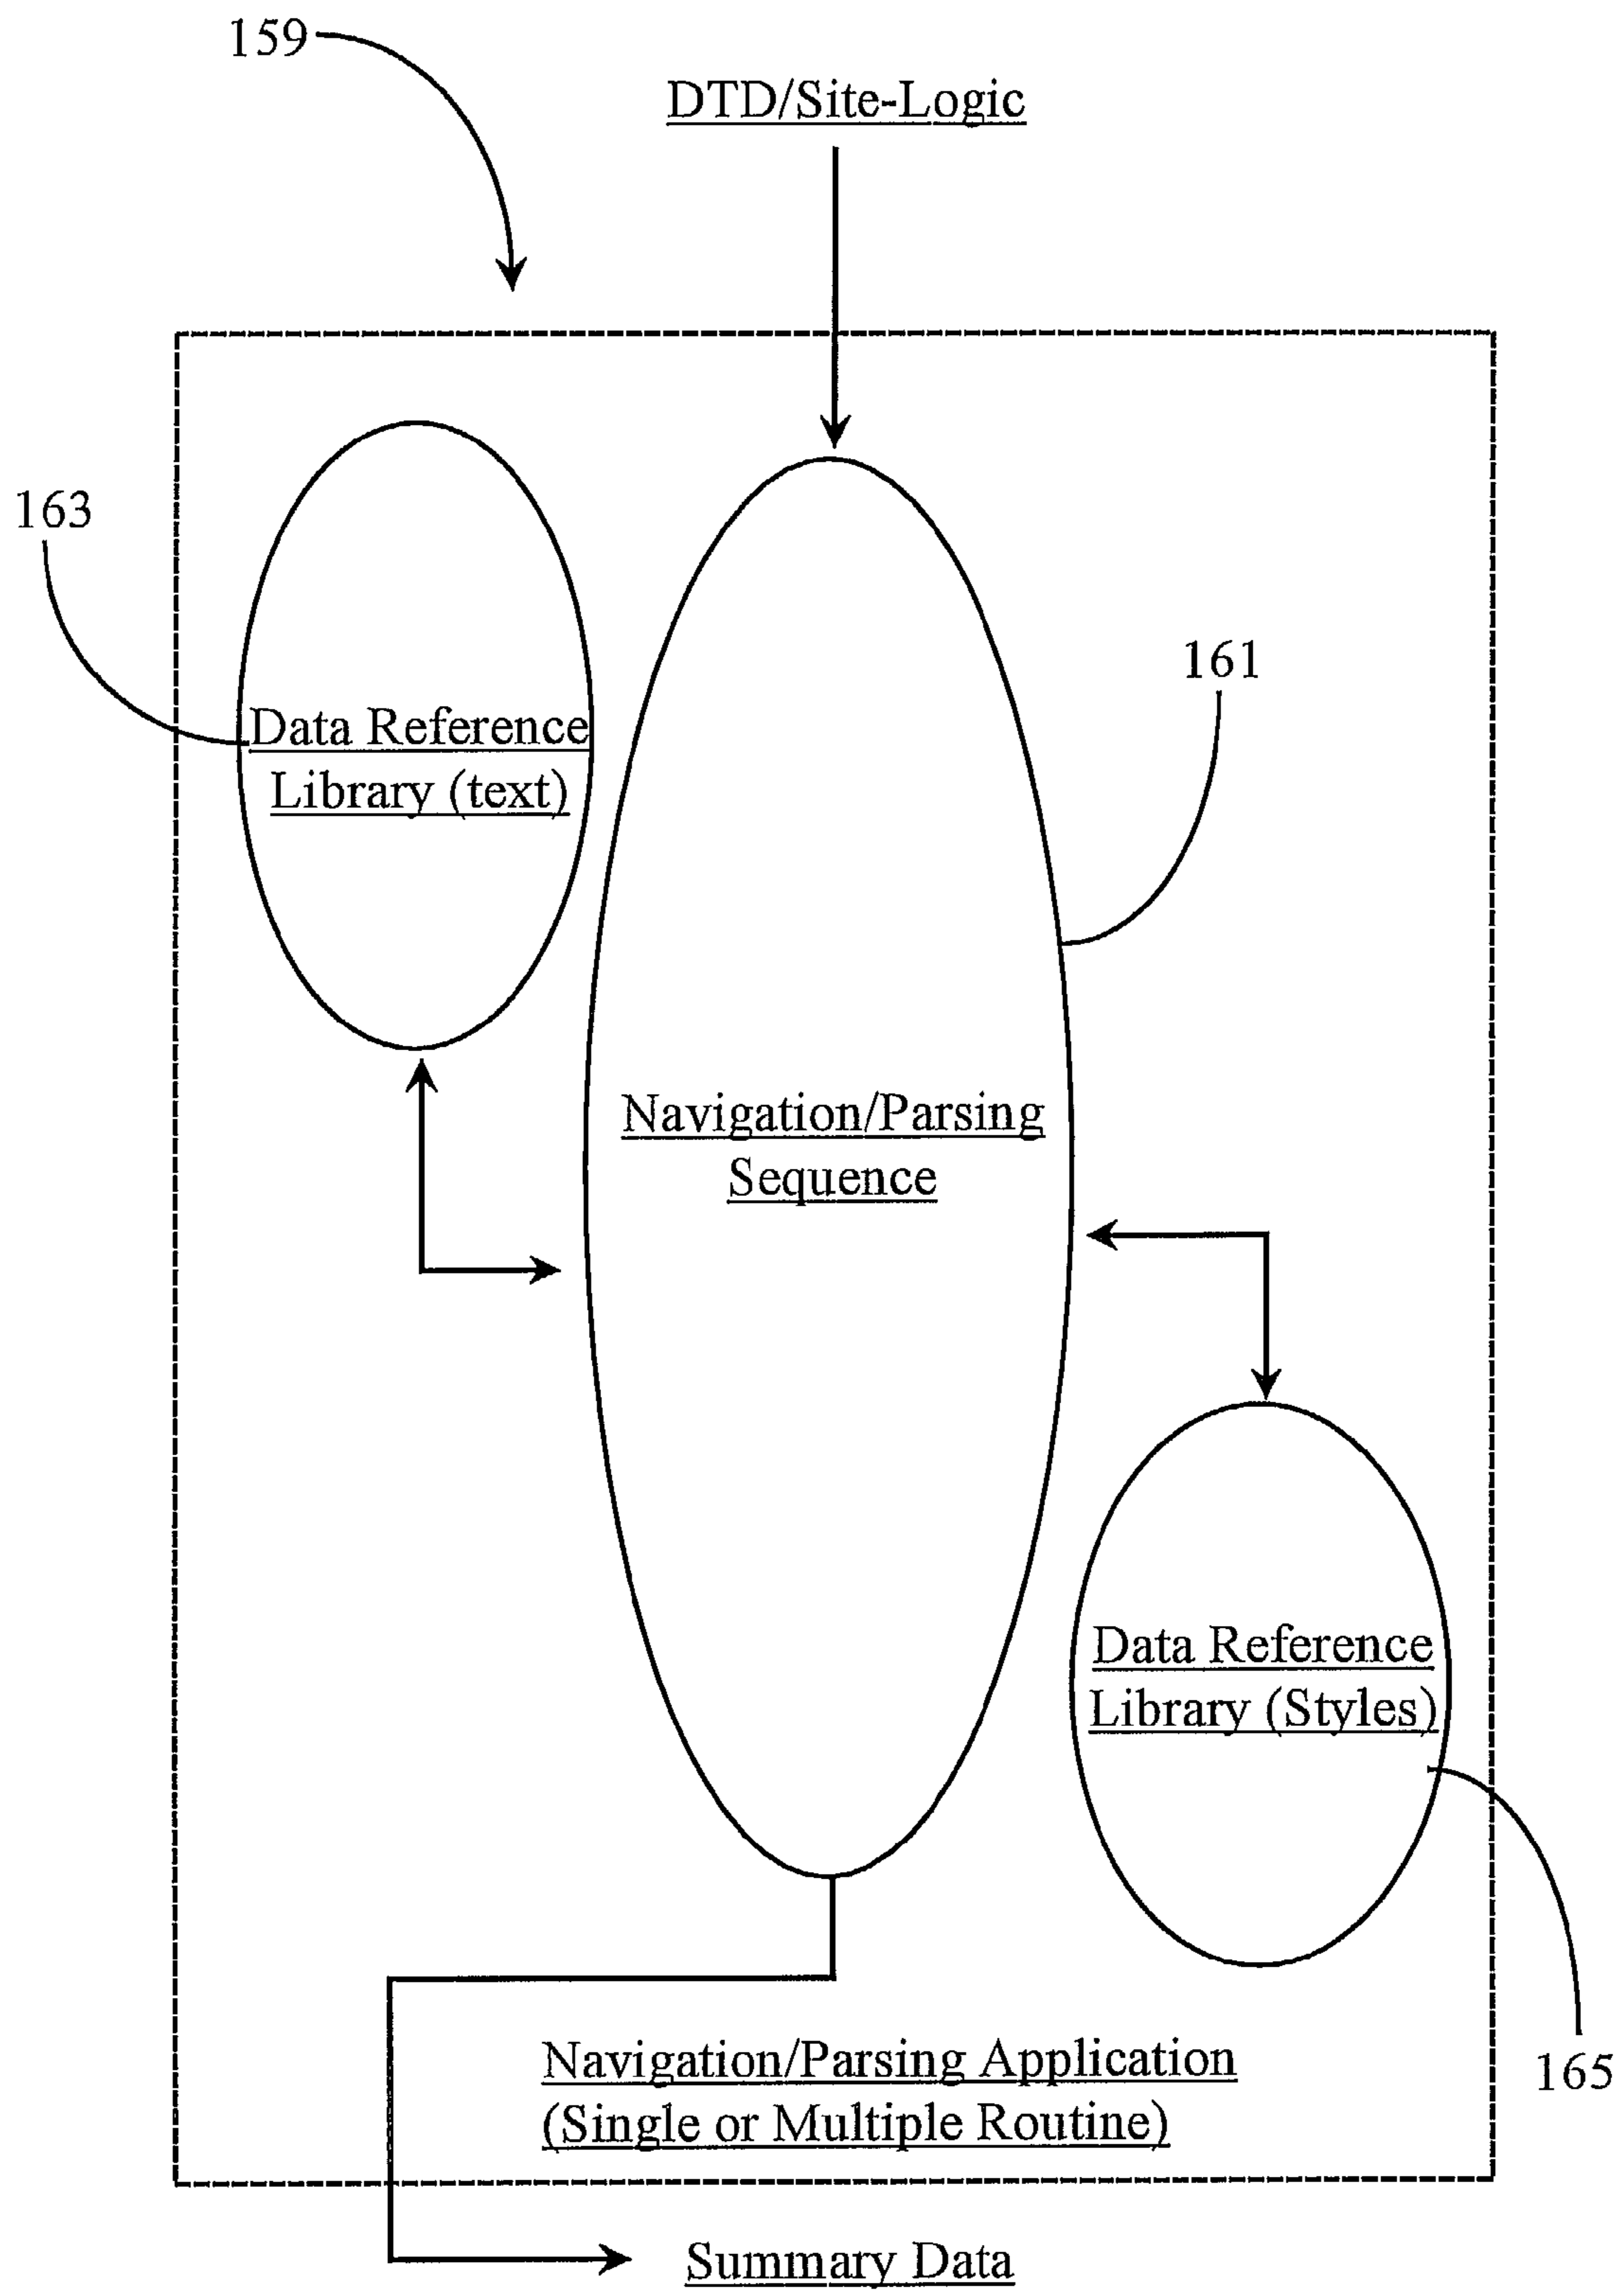 159
DTD/Site-Logic
163
161
Data Reference
Library (text)
Navigation/Parsing
Sequence
Data Reference
Library (Styles)
165
Navigation/Parsing Application
(Single or Multiple Routine)
Summary Data